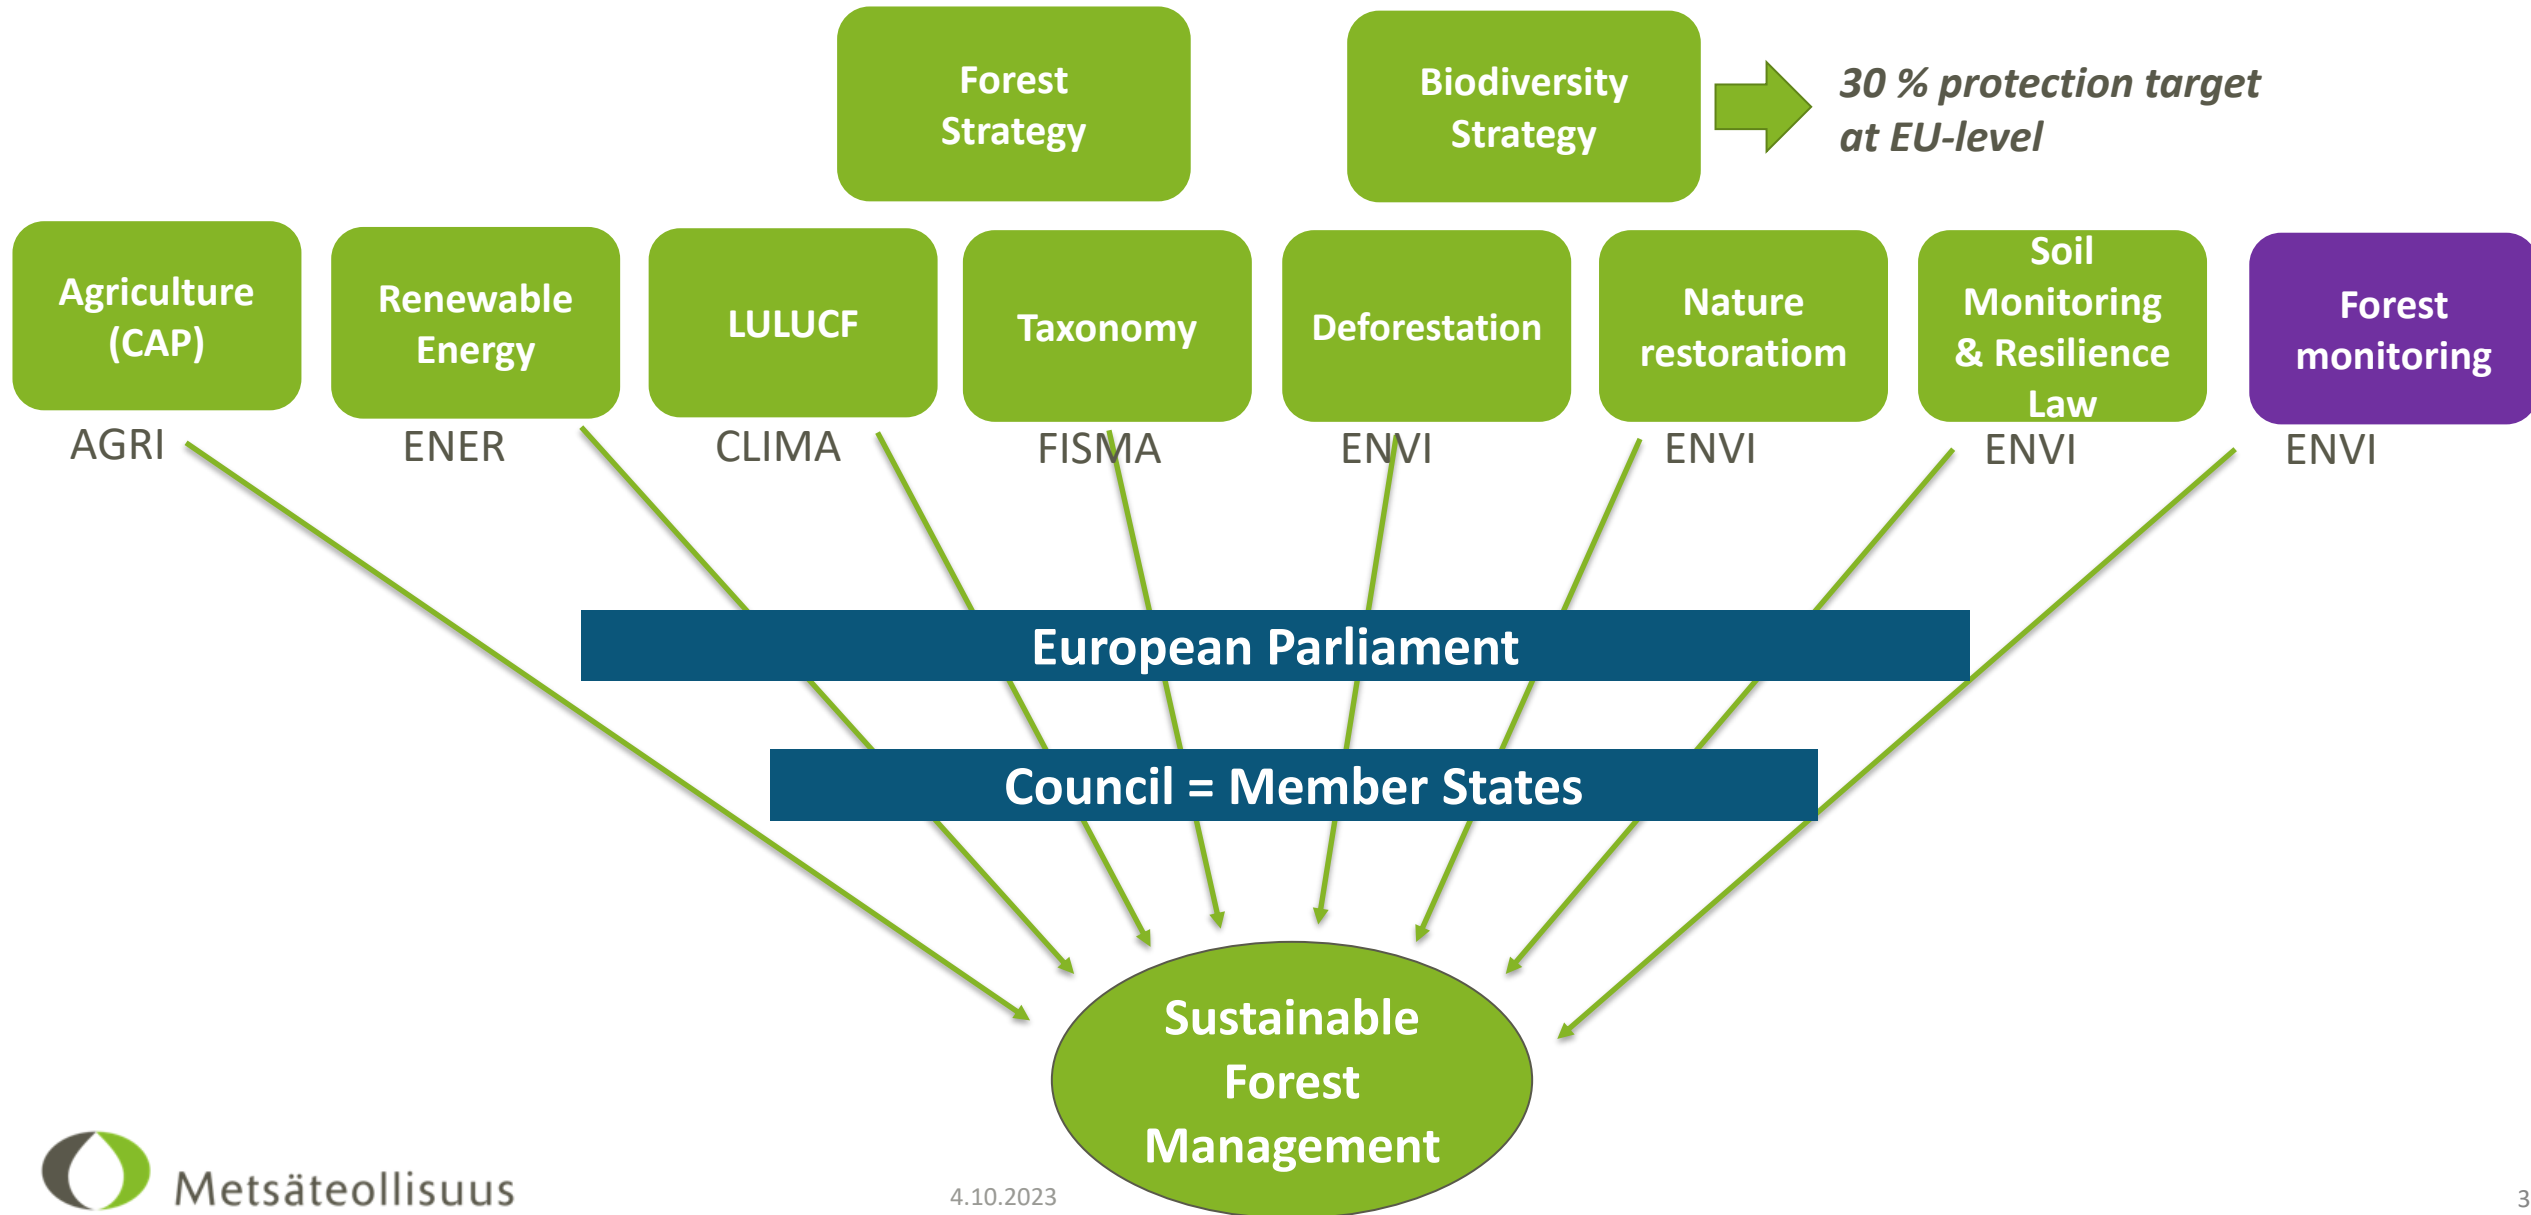 Forest
Strategy
Biodiversity
Strategy
30 % protection target
at EU-level
Agriculture
(CAP)
Renewable
Energy
LULUCF
Taxonomy
Deforestation
Nature
restoratiom
Soil
Monitoring
& Resilience
Law
Forest
monitoring
AGRI
ENER
CLIMA
FISMA
ENVI
ENVI
ENVI
ENVI
European Parliament
Council = Member States
Sustainable
Forest
Management
Metsäteollisuus
4.10.2023
3